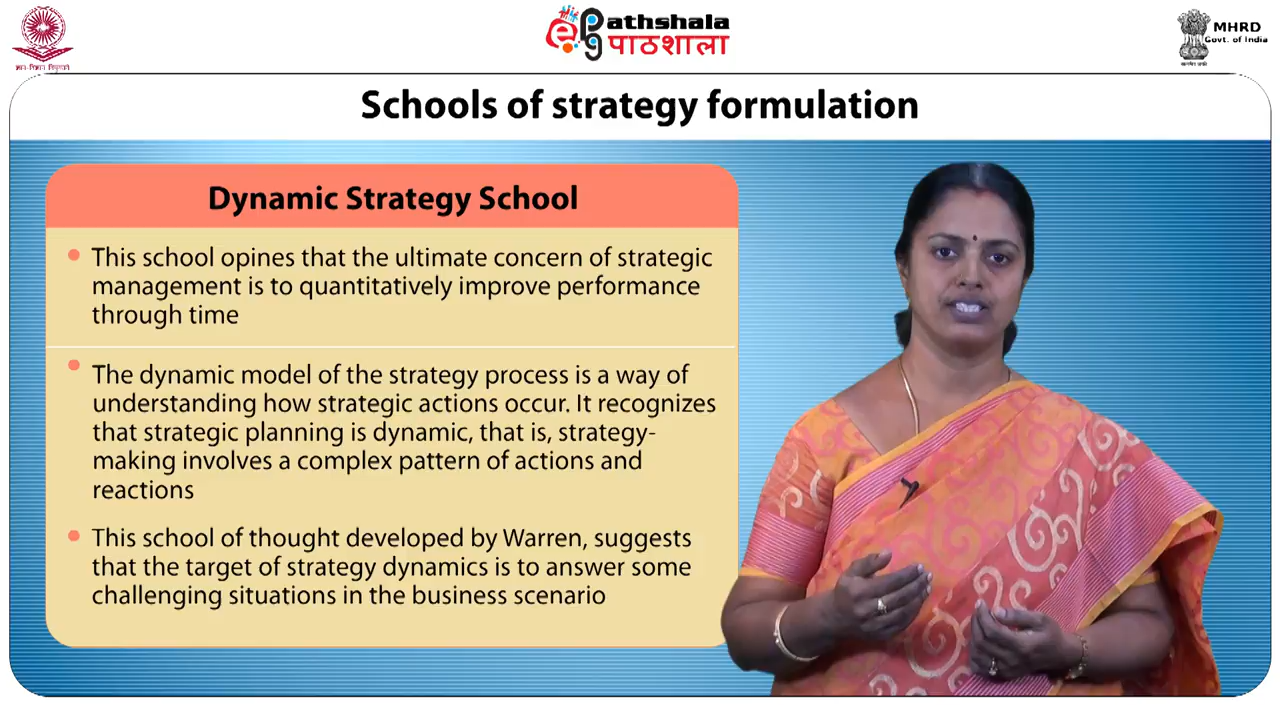 athshala
पाठशाला
MHRD
Govt. of India
Schools of strategy formulation
Dynamic Strategy School
This school opines that the ultimate concern of strategic
management is to quantitatively improve performance
through time
The dynamic model of the strategy process is a way of
understanding how strategic actions occur. It recognizes
that strategic planning is dynamic, that is, strategy-
making involves a complex pattern of actions and
reactions
This school of thought developed by Warren, suggests
that the target of strategy dynamics is to answer some
challenging situations in the business scenario